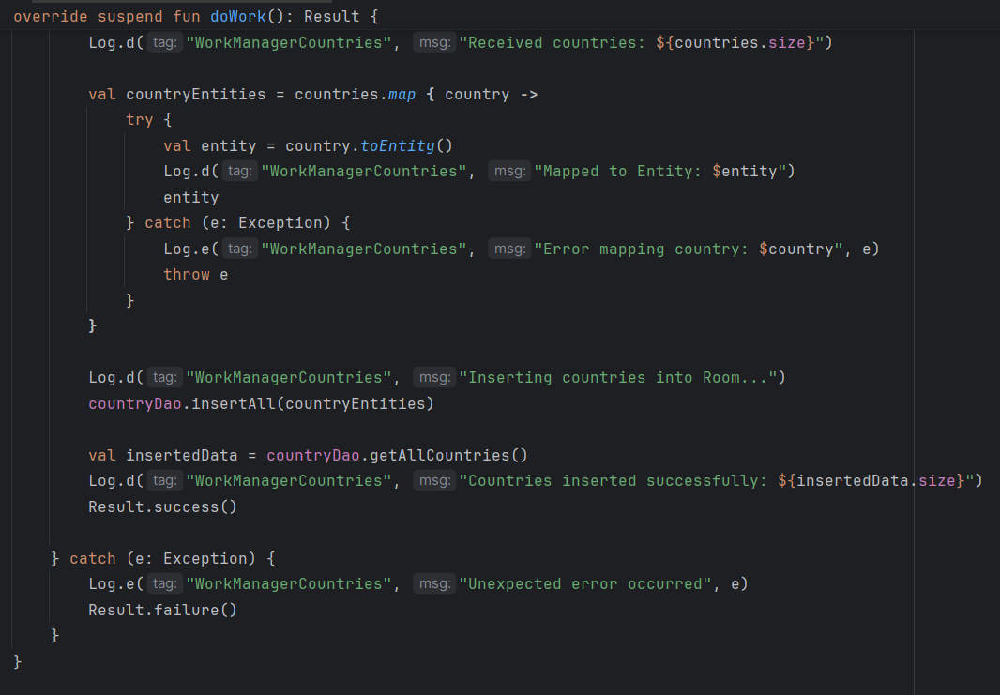 override suspend fun doWork(): Result {
Log.d( tag: "WorkManagerCountries", msg: "Received countries: ${countries.size}")
val countryEntities = countries.map { country ->
try {
val entity = country.toEntity()
Log.d( tag: "WorkManagerCountries", msg: "Mapped to Entity: $entity")
entity
} catch (e: Exception) {
Log.e( tag: "WorkManagerCountries", msg: "Error mapping country: $country", e)
throw e
}
}
Log.d( tag: "WorkManagerCountries", msg: "Inserting countries into Room...")
countryDao.insertAll(countryEntities)
val insertedData = countryDao.getAllCountries()
Log.d( tag: "WorkManagerCountries", msg: "Countries inserted successfully: ${insertedData.size}")
Result.success()
} catch (e: Exception) {
Log.e( tag: "WorkManagerCountries", msg: "Unexpected error occurred", e)
Result.failure()
}
}